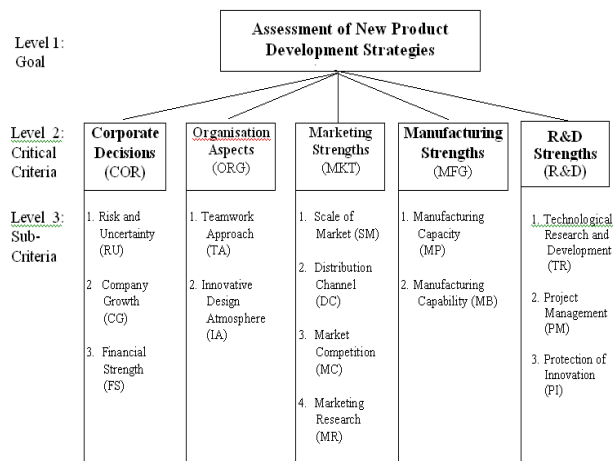 Level 1:
Goal
Assessment of New Product
Development Strategies
Level 2:
Critical
Criteria
Corporate
Decisions
(COR)
Organisation
Aspects
(ORG)
Marketing
Strengths
(MKT)
Manufacturing
Strengths
(MFG)
R&D
Strengths
(R&D)
Level 3:
Sub-
Criteria
1. Risk and
Uncertainty
(RU)
2 Company
Growth
(CG)
3. Financial
Strength
(FS)
1. Teamwork
Approach
(TA)
2. Innovative
Design
Atmosphere
(IA)
1. Scale of
Market (SM)
2. Distribution
Channel
(DC)
3. Market
Competition
(MC)
4. Marketing
Research
(MR)
1. Manufacturing
Capacity
(MP)
2. Manufacturing
Capability (MB)
1. Technological
Research and
Development
(TR)
2. Project
Management
(PM)
3. Protection of
Innovation
(PI)